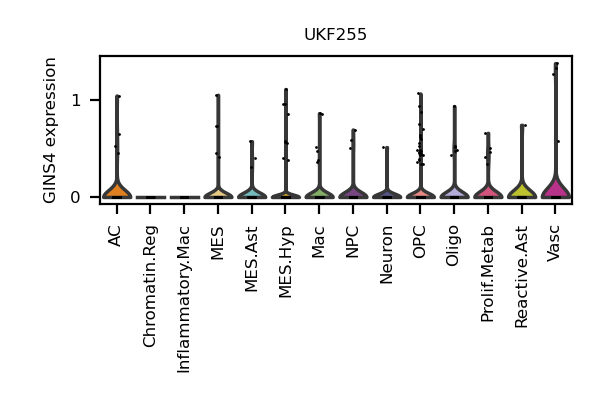 UKF255
GINS4 expression
1
0
AC
Chromatin.Reg
Inflammatory.Mac
MES
MES.Ast
MES.Hyp
Mac
NPC
Neuron
OPC
Oligo
Prolif.Metab
Reactive.Ast
Vasc